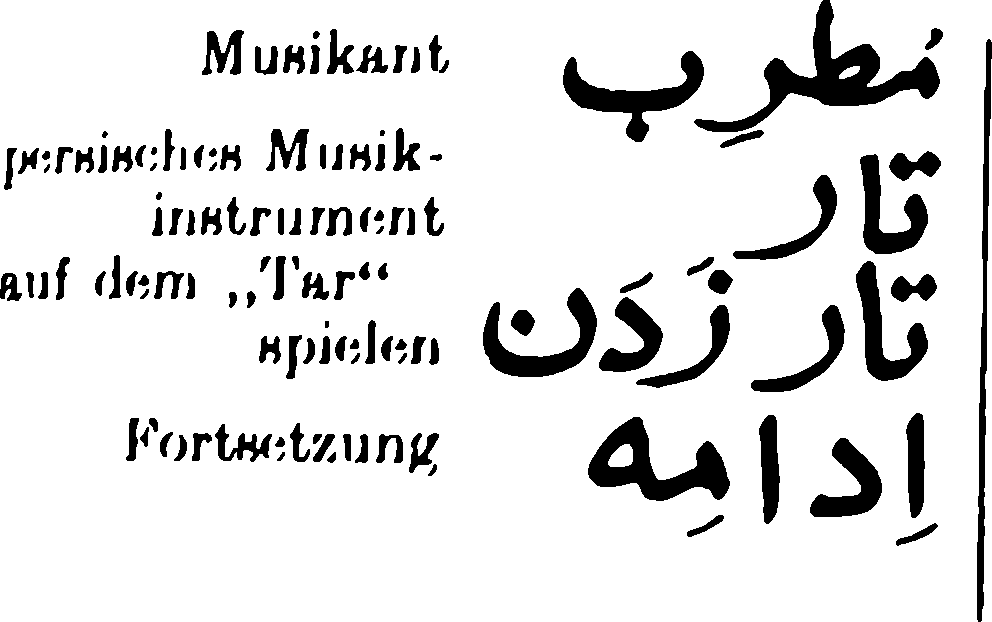 Musikant مُطرِب
persisches Musik- تار
instrument
auf dem „Tar“ تار زَدَن
spielen
Fortsetzung اِدامِه